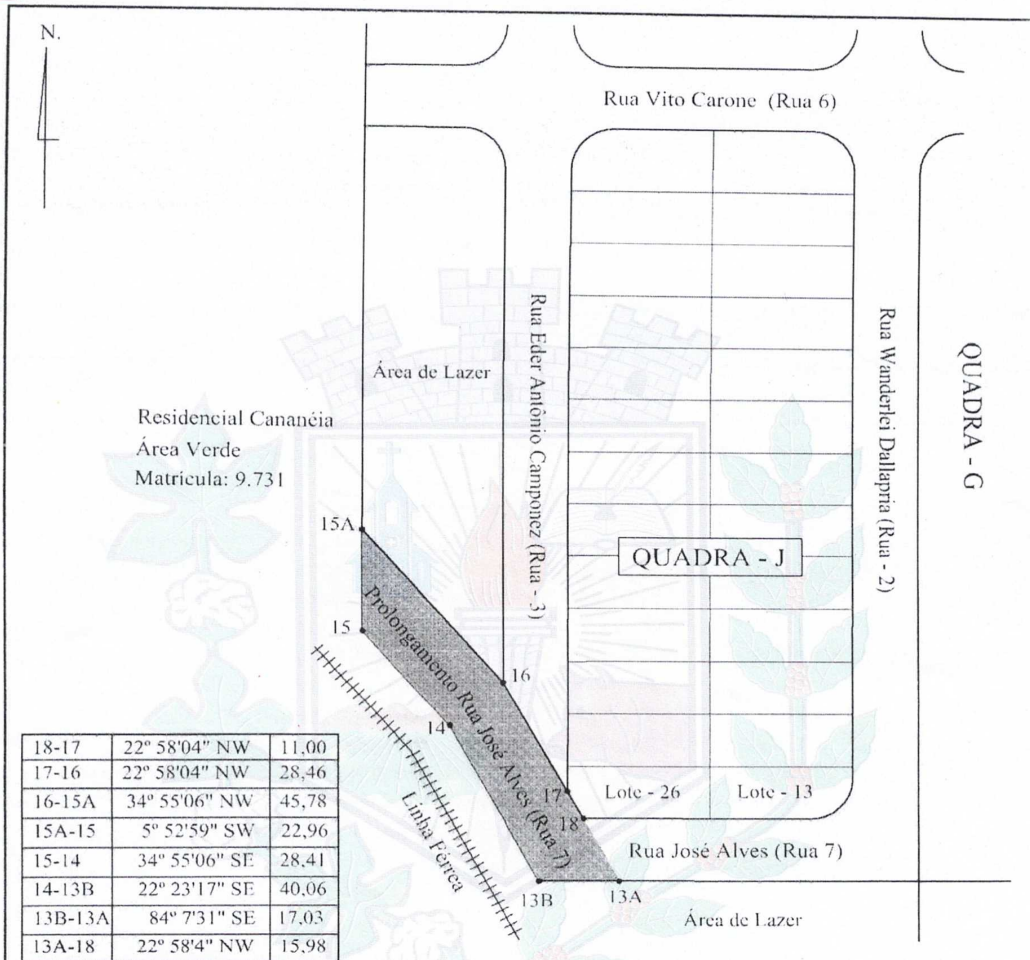 N.
Rua Vito Carone (Rua 6)
Rua Eder Antônio Camponez (Rua - 3)
Rua Wanderlei Dallapria (Rua - 2)
QUADRA - G
Área de Lazer
Residencial Cananéia
Área Verde
Matrícula: 9.731
15A
QUADRA - J
Prolongamento Rua José Alves (Rua 7)
15
16
14
Linha Férrea
17
Lote - 26
Lote - 13
18
Rua José Alves (Rua 7)
13B
13A
Área de Lazer
18-17 22° 58'04" NW 11,00
17-16 22° 58'04" NW 28,46
16-15A 34° 55'06" NW 45,78
15A-15 5° 52'59" SW 22,96
15-14 34° 55'06" SE 28,41
14-13B 22° 23'17" SE 40,06
13B-13A 84° 7'31" SE 17,03
13A-18 22° 58'4" NW 15,98